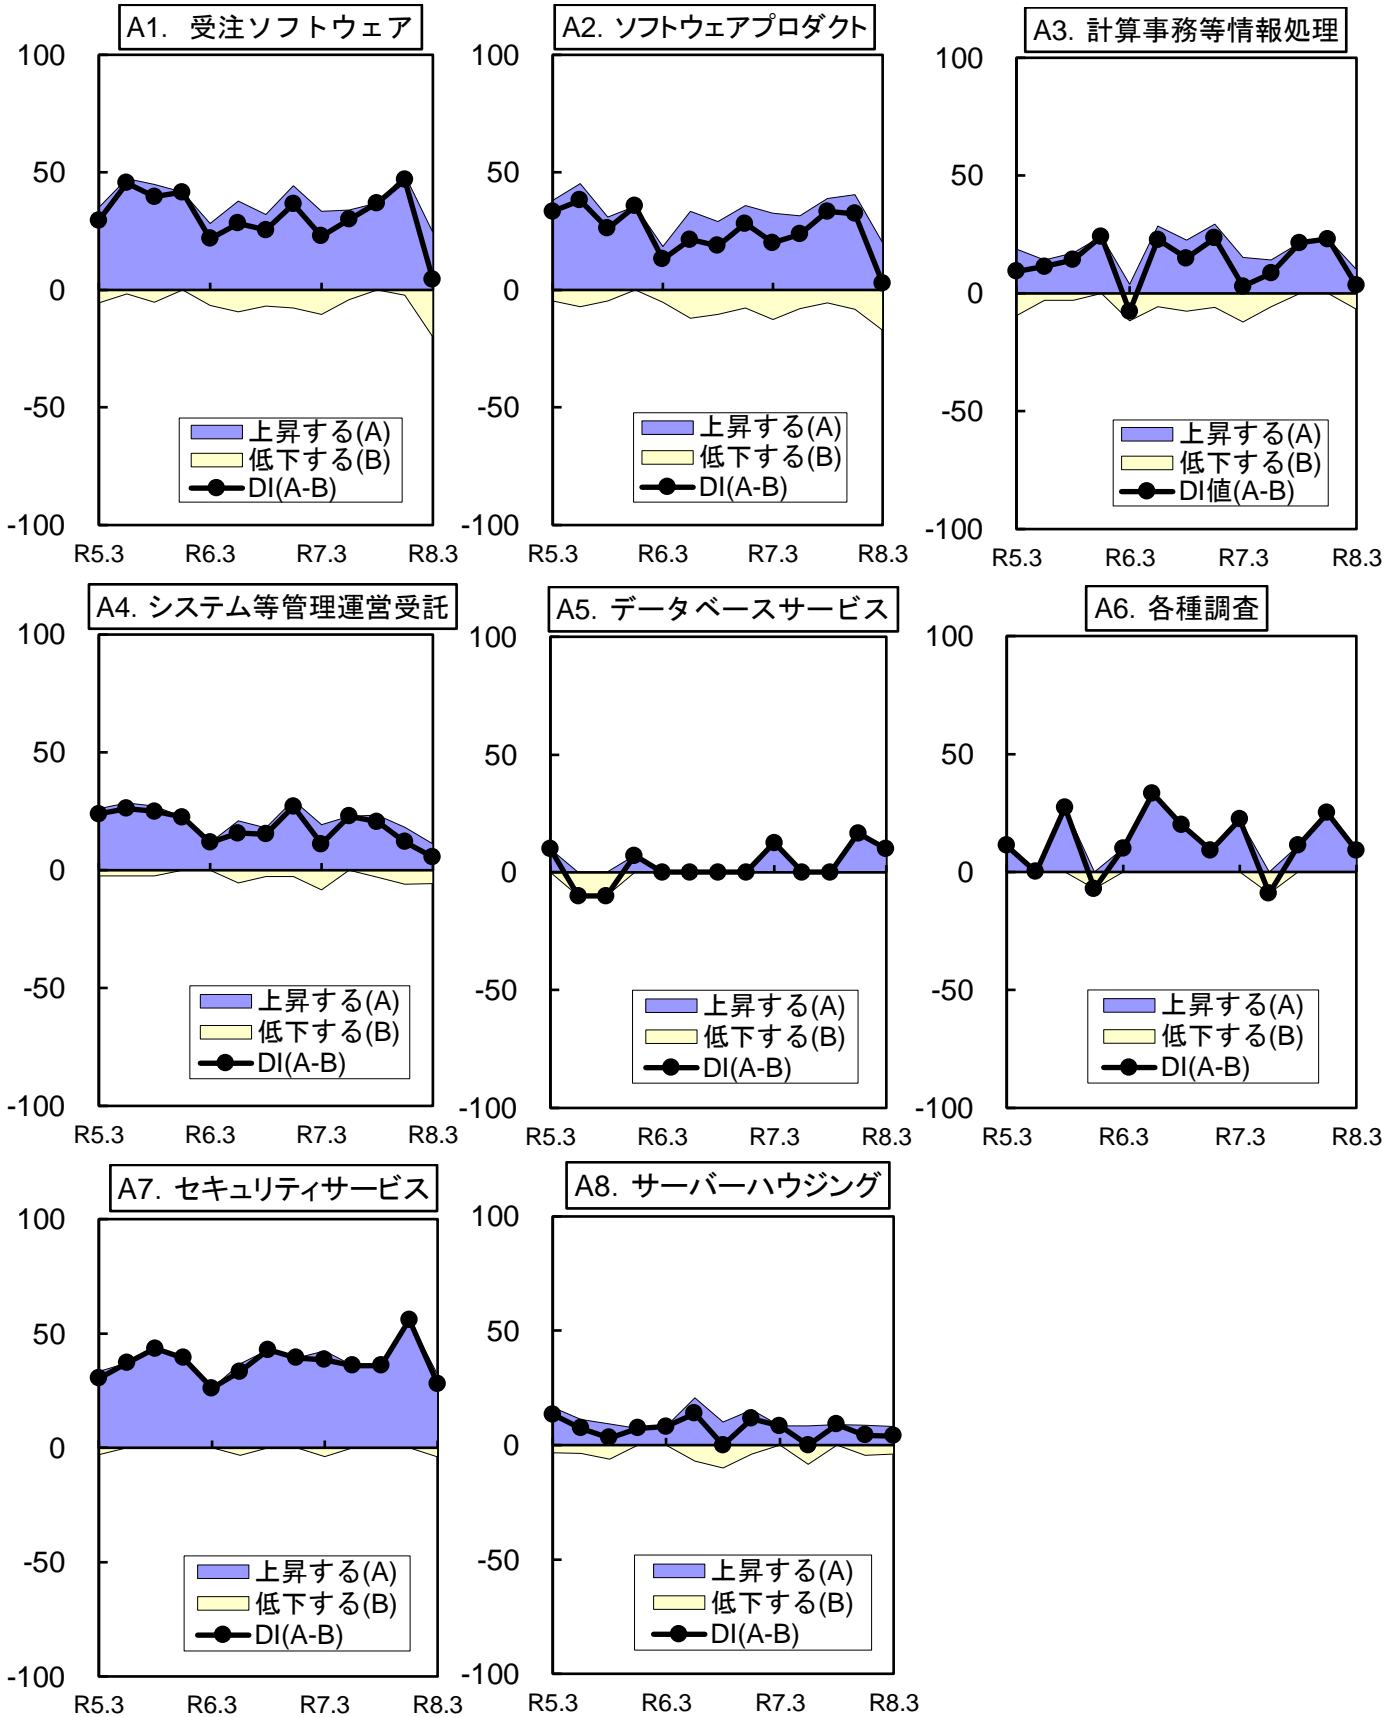 A1. 受注ソフトウェア
100
50
0
-50
-100
上昇する(A)
低下する(B)
DI(A-B)
R5.3 R6.3 R7.3 R8.3
A2. ソフトウェアプロダクト
100
50
0
-50
-100
上昇する(A)
低下する(B)
DI(A-B)
R5.3 R6.3 R7.3 R8.3
A3. 計算事務等情報処理
100
50
0
-50
-100
上昇する(A)
低下する(B)
DI値(A-B)
R5.3 R6.3 R7.3 R8.3
A4. システム等管理運営受託
100
50
0
-50
-100
上昇する(A)
低下する(B)
DI(A-B)
R5.3 R6.3 R7.3 R8.3
A5. データベースサービス
100
50
0
-50
-100
上昇する(A)
低下する(B)
DI(A-B)
R5.3 R6.3 R7.3 R8.3
A6. 各種調査
100
50
0
-50
-100
上昇する(A)
低下する(B)
DI(A-B)
R5.3 R6.3 R7.3 R8.3
A7. セキュリティサービス
100
50
0
-50
-100
上昇する(A)
低下する(B)
DI(A-B)
R5.3 R6.3 R7.3 R8.3
A8. サーバーハウジング
100
50
0
-50
-100
上昇する(A)
低下する(B)
DI(A-B)
R5.3 R6.3 R7.3 R8.3